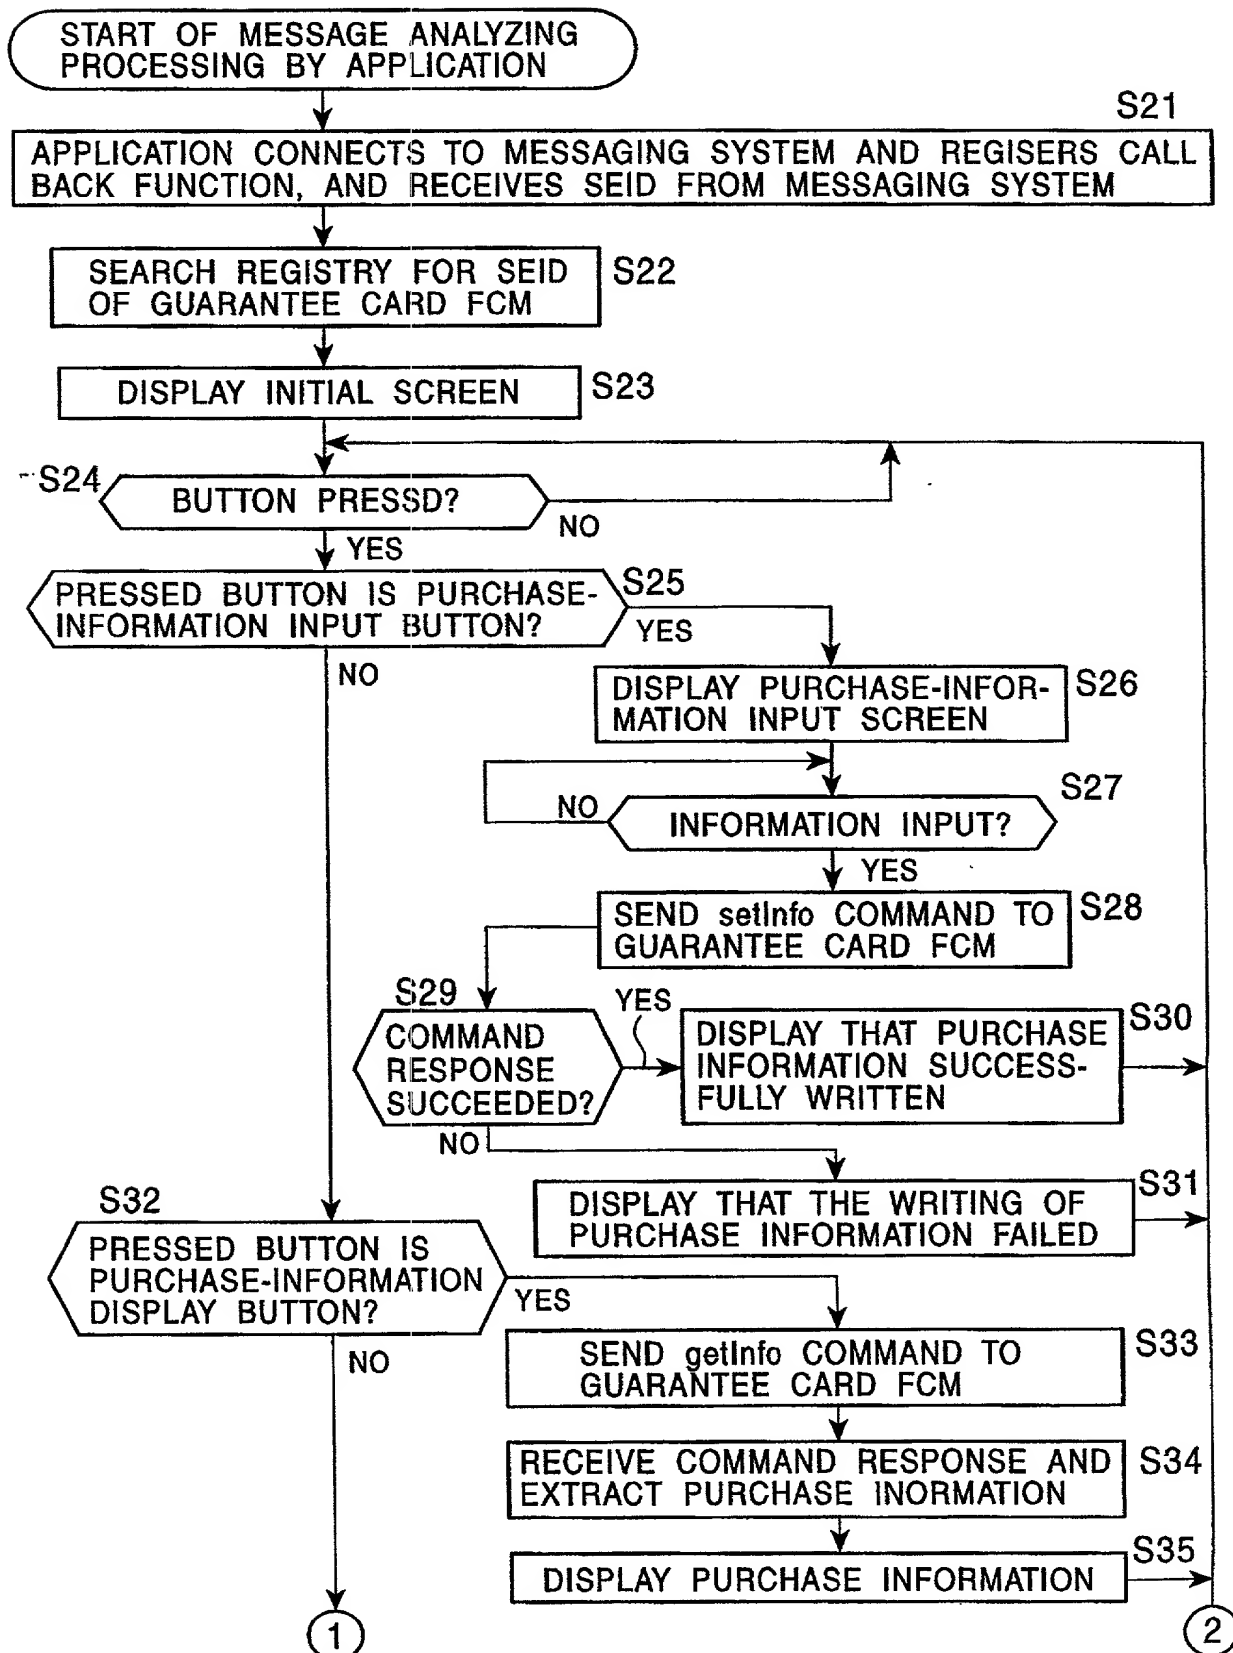 START OF MESSAGE ANALYZING
PROCESSING BY APPLICATION
S21
APPLICATION CONNECTS TO MESSAGING SYSTEM AND REGISERS CALL
BACK FUNCTION, AND RECEIVES SEID FROM MESSAGING SYSTEM
SEARCH REGISTRY FOR SEID
OF GUARANTEE CARD FCM
S22
DISPLAY INITIAL SCREEN
S23
S24
BUTTON PRESSD?
NO
YES
PRESSED BUTTON IS PURCHASE-
INFORMATION INPUT BUTTON?
S25
YES
NO
DISPLAY PURCHASE-INFOR-
MATION INPUT SCREEN
S26
S27
NO
INFORMATION INPUT?
YES
SEND setInfo COMMAND TO
GUARANTEE CARD FCM
S28
S29
COMMAND
RESPONSE
SUCCEEDED?
YES
DISPLAY THAT PURCHASE
INFORMATION SUCCESS-
FULLY WRITTEN
S30
NO
S31
DISPLAY THAT THE WRITING OF
PURCHASE INFORMATION FAILED
S32
PRESSED BUTTON IS
PURCHASE-INFORMATION
DISPLAY BUTTON?
YES
NO
SEND getInfo COMMAND TO
GUARANTEE CARD FCM
S33
RECEIVE COMMAND RESPONSE AND
EXTRACT PURCHASE INORMATION
S34
S35
DISPLAY PURCHASE INFORMATION
1
2